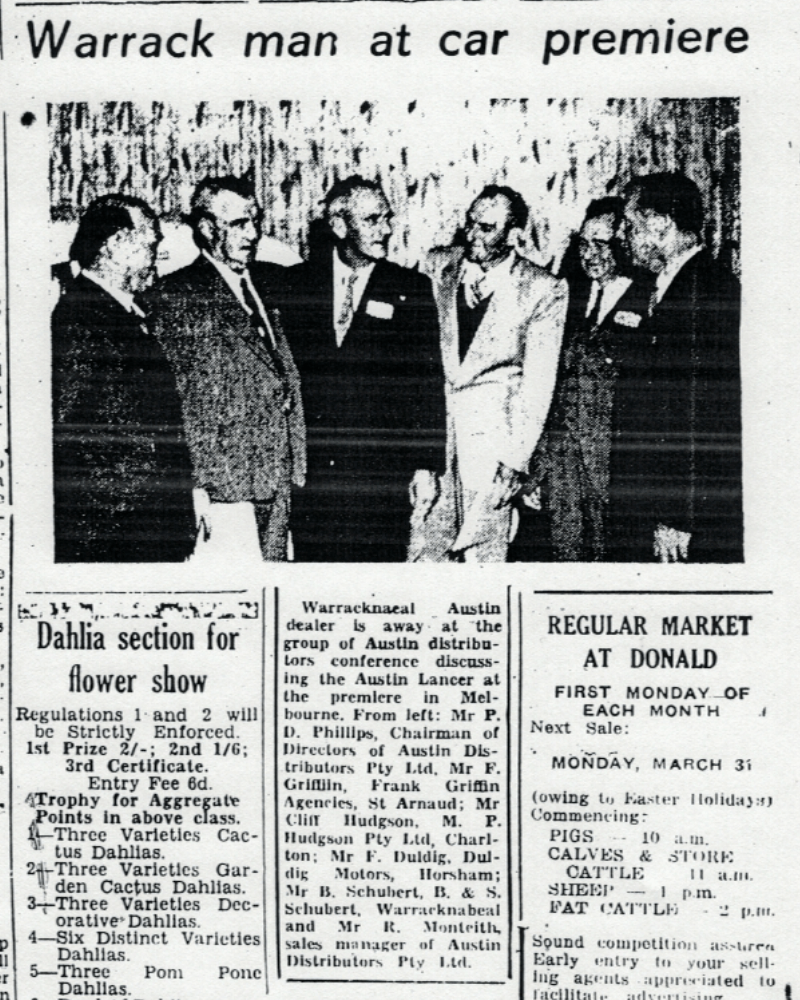 Warrack man at car premiere
Dahlia section for
flower show
Regulations 1 and 2 will
be Strictly Enforced.
1st Prize 2/-; 2nd 1/6;
3rd Certificate.
Entry Fee 6d.
Trophy for Aggregate
Points in above class.
1—Three Varieties Cac-
tus Dahlias.
2—Three Varieties Gar-
den Cactus Dahlias.
3—Three Varieties Dec-
orative Dahlias.
4—Six Distinct Varieties
Dahlias.
5—Three Pom Pone
Dahlias.
Warracknaeal Austin
dealer is away at the
group of Austin distribu-
tors conference discuss-
ing the Austin Lancer at
the premiere in Mel-
bourne. From left: Mr P.
D. Phillips, Chairman of
Directors of Austin Dis-
tributors Pty Ltd, Mr F.
Griffiin, Frank Griffin
Agencies, St Arnaud; Mr
Cliff Hudgson, M. P.
Hudgson Pty Ltd, Charl-
ton; Mr F. Duldig, Dul-
dig Motors, Horsham;
Mr B. Schubert, B. & S.
Schubert, Warracknabeal
and Mr R. Monteith,
sales manager of Austin
Distributors Pty Ltd.
REGULAR MARKET
AT DONALD
FIRST MONDAY OF
EACH MONTH
Next Sale:
MONDAY, MARCH 31
(owing to Easter Holidays)
Commencing:
PIGS — 10 a.m.
CALVES & STORE
CATTLE 11 a.m.
SHEEP — 1 p.m.
FAT CATTLE - 2 p.m.
Sound competition assured
Early entry to your sell-
ing agents appreciated to
facilitate advertising